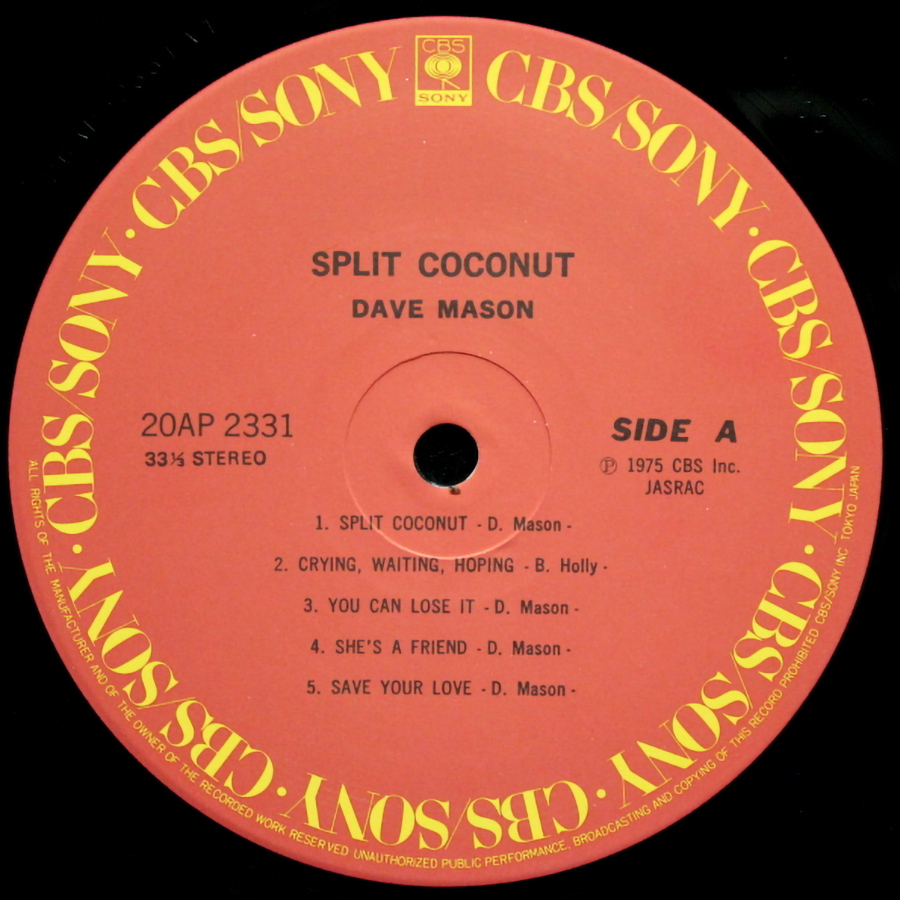 CBS
SONY
CBS/SONY · CBS/SONY · CBS/SONY · CBS/SONY · CBS/SONY · CBS/SONY · CBS/SONY · CBS/SONY
SPLIT COCONUT
DAVE MASON
20AP 2331
33⅓ STEREO
SIDE A
Ⓟ 1975 CBS Inc.
JASRAC
1. SPLIT COCONUT - D. Mason -
2. CRYING, WAITING, HOPING - B. Holly -
3. YOU CAN LOSE IT - D. Mason -
4. SHE'S A FRIEND - D. Mason -
5. SAVE YOUR LOVE - D. Mason -
ALL RIGHTS OF THE MANUFACTURER AND OF THE OWNER OF THE RECORDED WORK RESERVED UNAUTHORIZED PUBLIC PERFORMANCE, BROADCASTING AND COPYING OF THIS RECORD PROHIBITED CBS/SONY INC TOKYO JAPAN